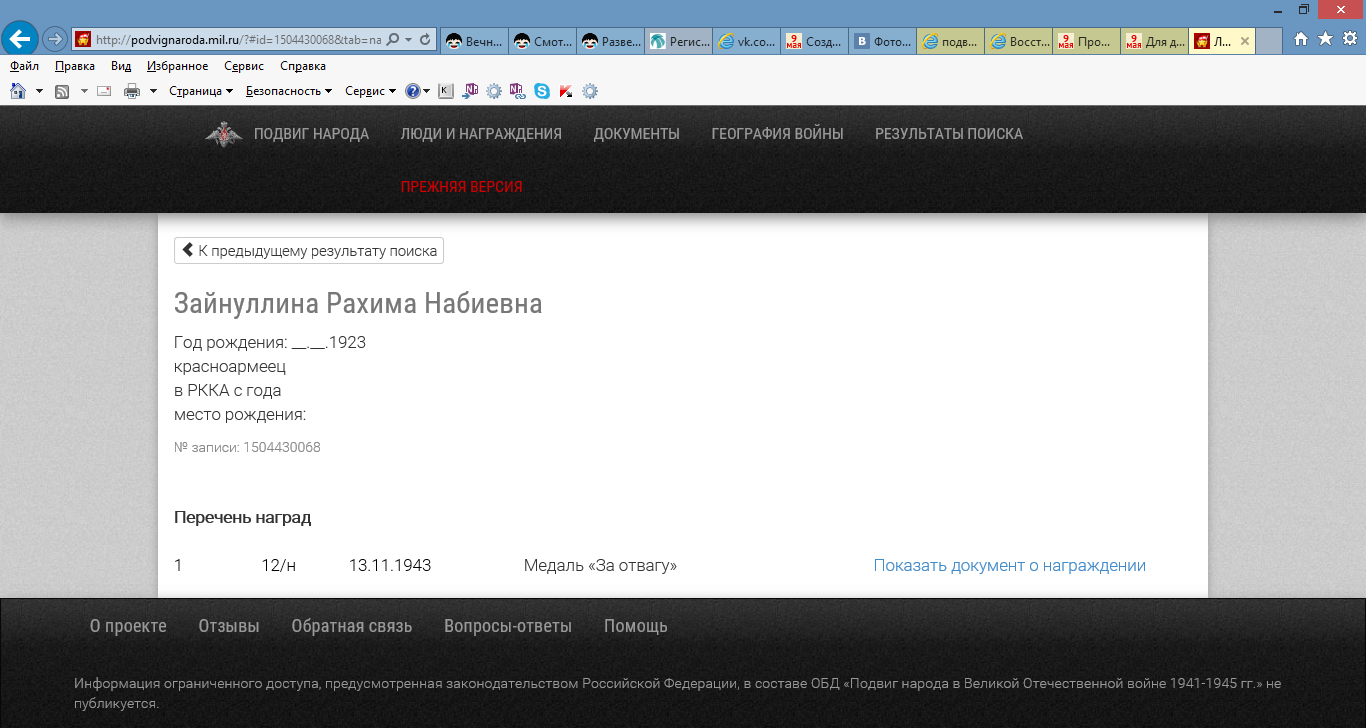 http://podvignaroda.mil.ru/?#id=1504430068&tab=na
Вечн...
Смот...
Разве...
Регис...
vk.co...
Созд...
Фото...
подв...
Восст...
Про...
Для д...
Л...
Файл Правка Вид Избранное Сервис Справка
Страница Безопасность Сервис
ПОДВИГ НАРОДА ЛЮДИ И НАГРАЖДЕНИЯ ДОКУМЕНТЫ ГЕОГРАФИЯ ВОЙНЫ РЕЗУЛЬТАТЫ ПОИСКА
ПРЕЖНЯЯ ВЕРСИЯ
К предыдущему результату поиска
Зайнуллина Рахима Набиевна
Год рождения: __.__.1923
красноармеец
в РККА с года
место рождения:
№ записи: 1504430068
Перечень наград
1 12/н 13.11.1943 Медаль «За отвагу» Показать документ о награждении
О проекте Отзывы Обратная связь Вопросы-ответы Помощь
Информация ограниченного доступа, предусмотренная законодательством Российской Федерации, в составе ОБД «Подвиг народа в Великой Отечественной войне 1941-1945 гг.» не
публикуется.